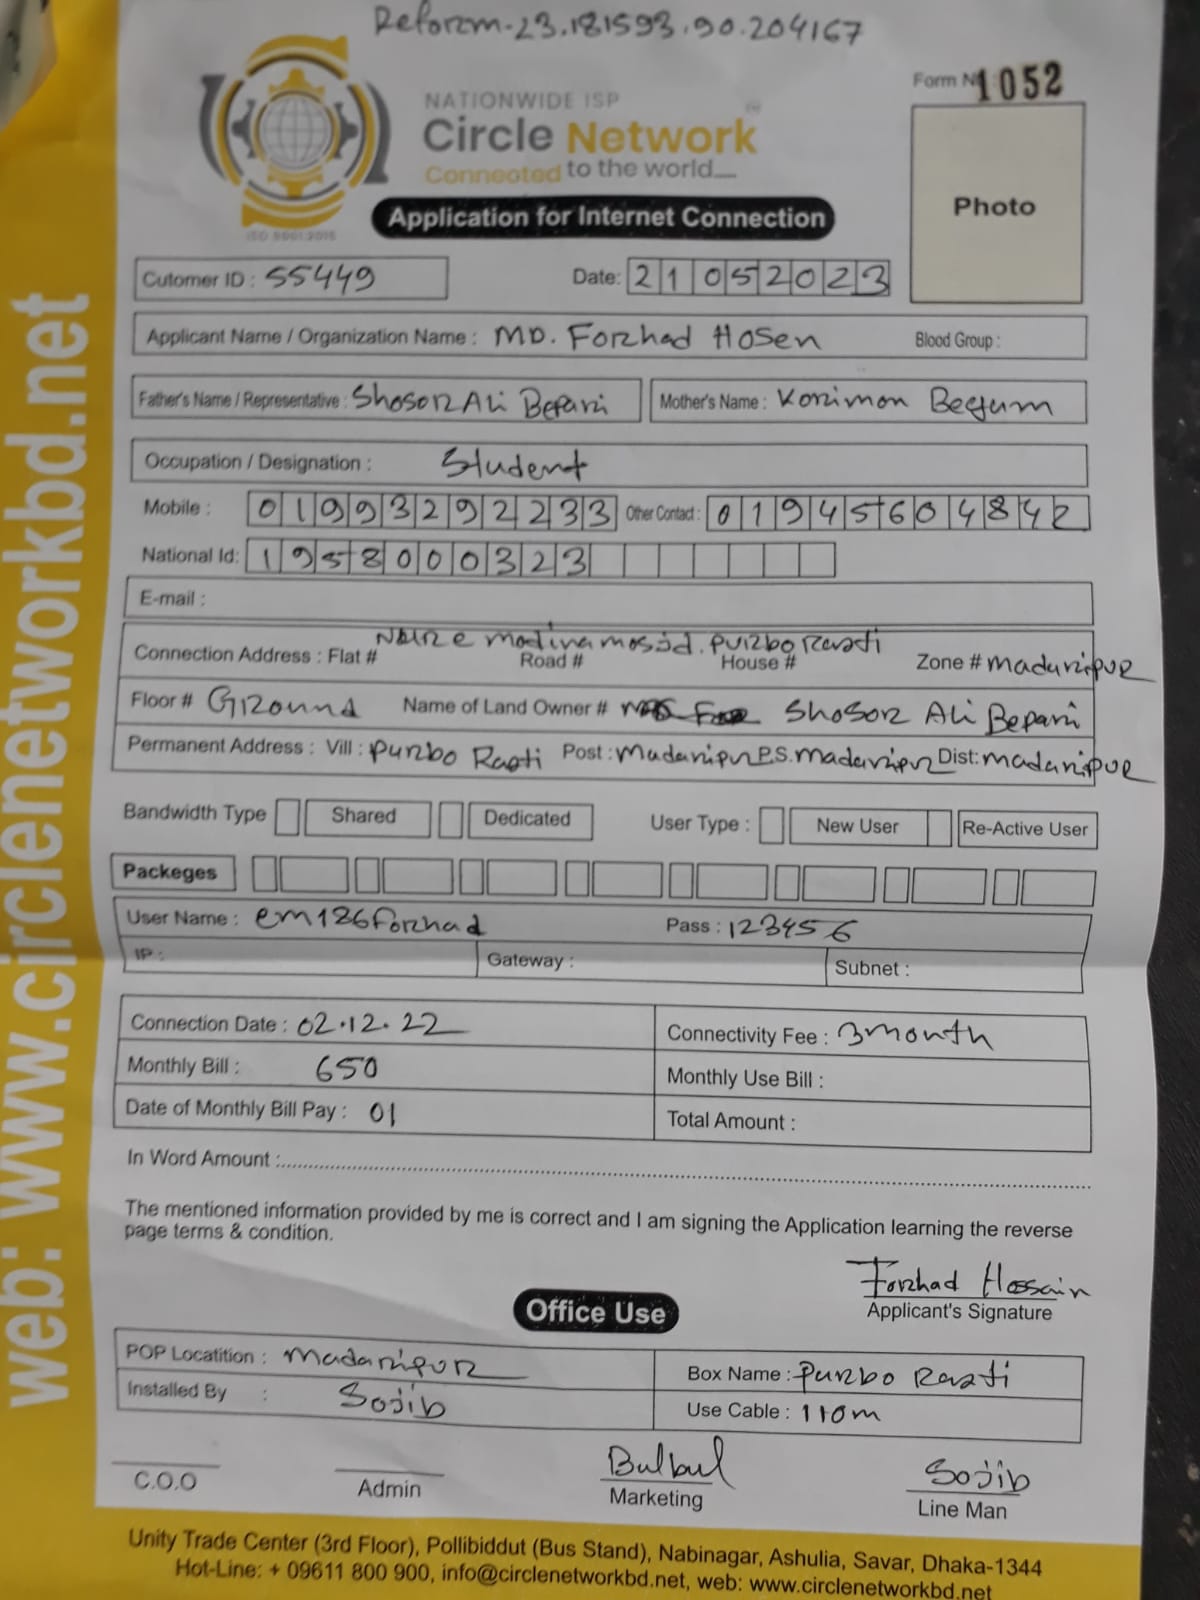 Reform-23.181593.90.204167
Form No 1052
NATIONWIDE ISP
Circle Network
Connected to the world....
ISO 9001:2015
Photo
Application for Internet Connection
Cutomer ID : 55449 Date: 21052023
Applicant Name / Organization Name : MD. Forhad Hosen Blood Group :
Father's Name / Representative : Shosor Ali Bepari Mother's Name : Korimon Begum
Occupation / Designation : Student
Mobile : 01993292233 Other Contact : 01945604842
National Id: 1958000323
E-mail :
Nure madina mosjid. Purbo Rasti
Connection Address : Flat # Road # House # Zone # madaripur
Floor # Ground Name of Land Owner # Shosor Ali Bepari
Permanent Address : Vill : Purbo Rasti Post : madaripur P.S. madaripur Dist: madaripur
Bandwidth Type Shared Dedicated User Type : New User Re-Active User
Packeges
User Name : em186forhad Pass : 123456
IP : Gateway : Subnet :
Connection Date : 02.12.22 Connectivity Fee : 3month
Monthly Bill : 650 Monthly Use Bill :
Date of Monthly Bill Pay : 01 Total Amount :
In Word Amount :
The mentioned information provided by me is correct and I am signing the Application learning the reverse
page terms & condition.
Forhad Hossain
Applicant's Signature
Office Use
POP Locatition : madaripur Box Name : Purbo Rasti
Installed By : Sojib Use Cable : 110m
Bulbul Sojib
C.O.O Admin Marketing Line Man
Unity Trade Center (3rd Floor), Pollibiddut (Bus Stand), Nabinagar, Ashulia, Savar, Dhaka-1344
Hot-Line: + 09611 800 900, info@circlenetworkbd.net, web: www.circlenetworkbd.net
web: www.circlenetworkbd.net